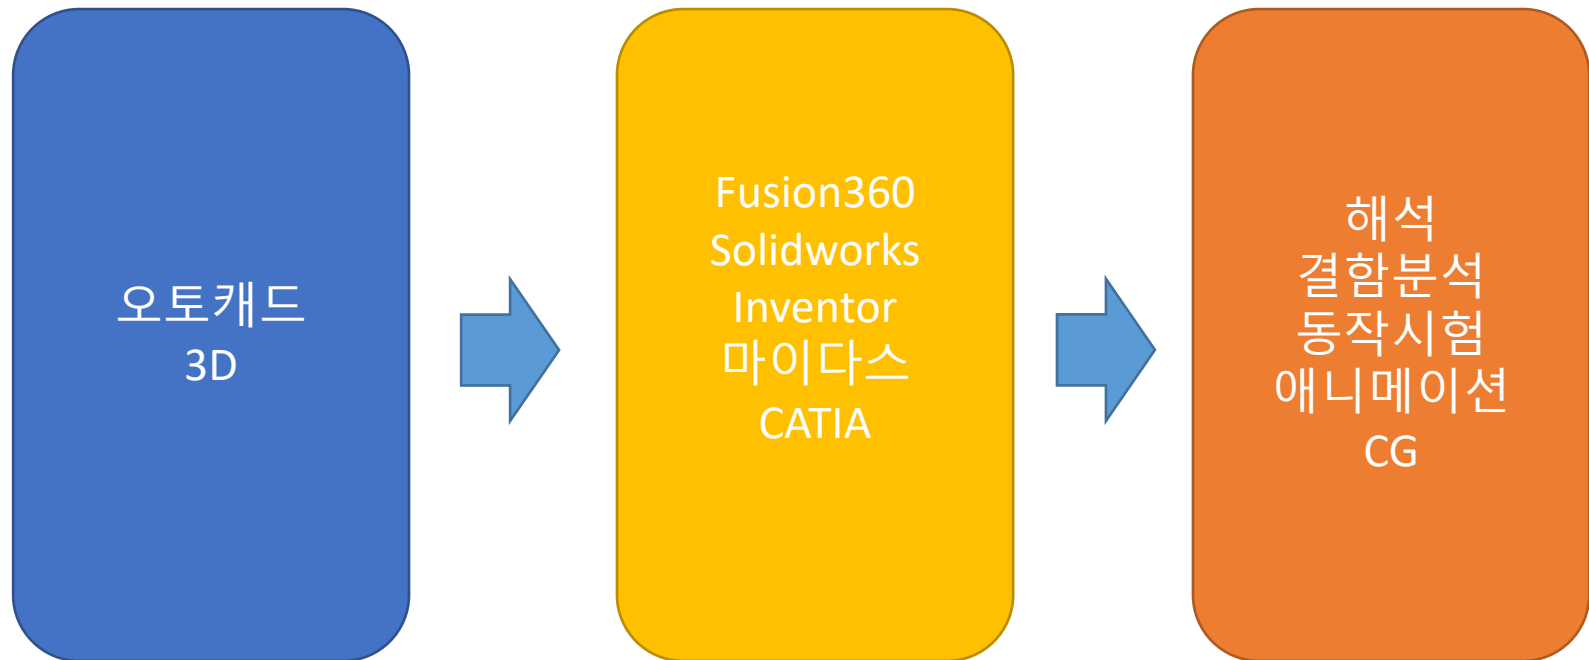 오토캐드
3D
Fusion360
Solidworks
Inventor
마이다스
CATIA
해석
결함분석
동작시험
애니메이션
CG